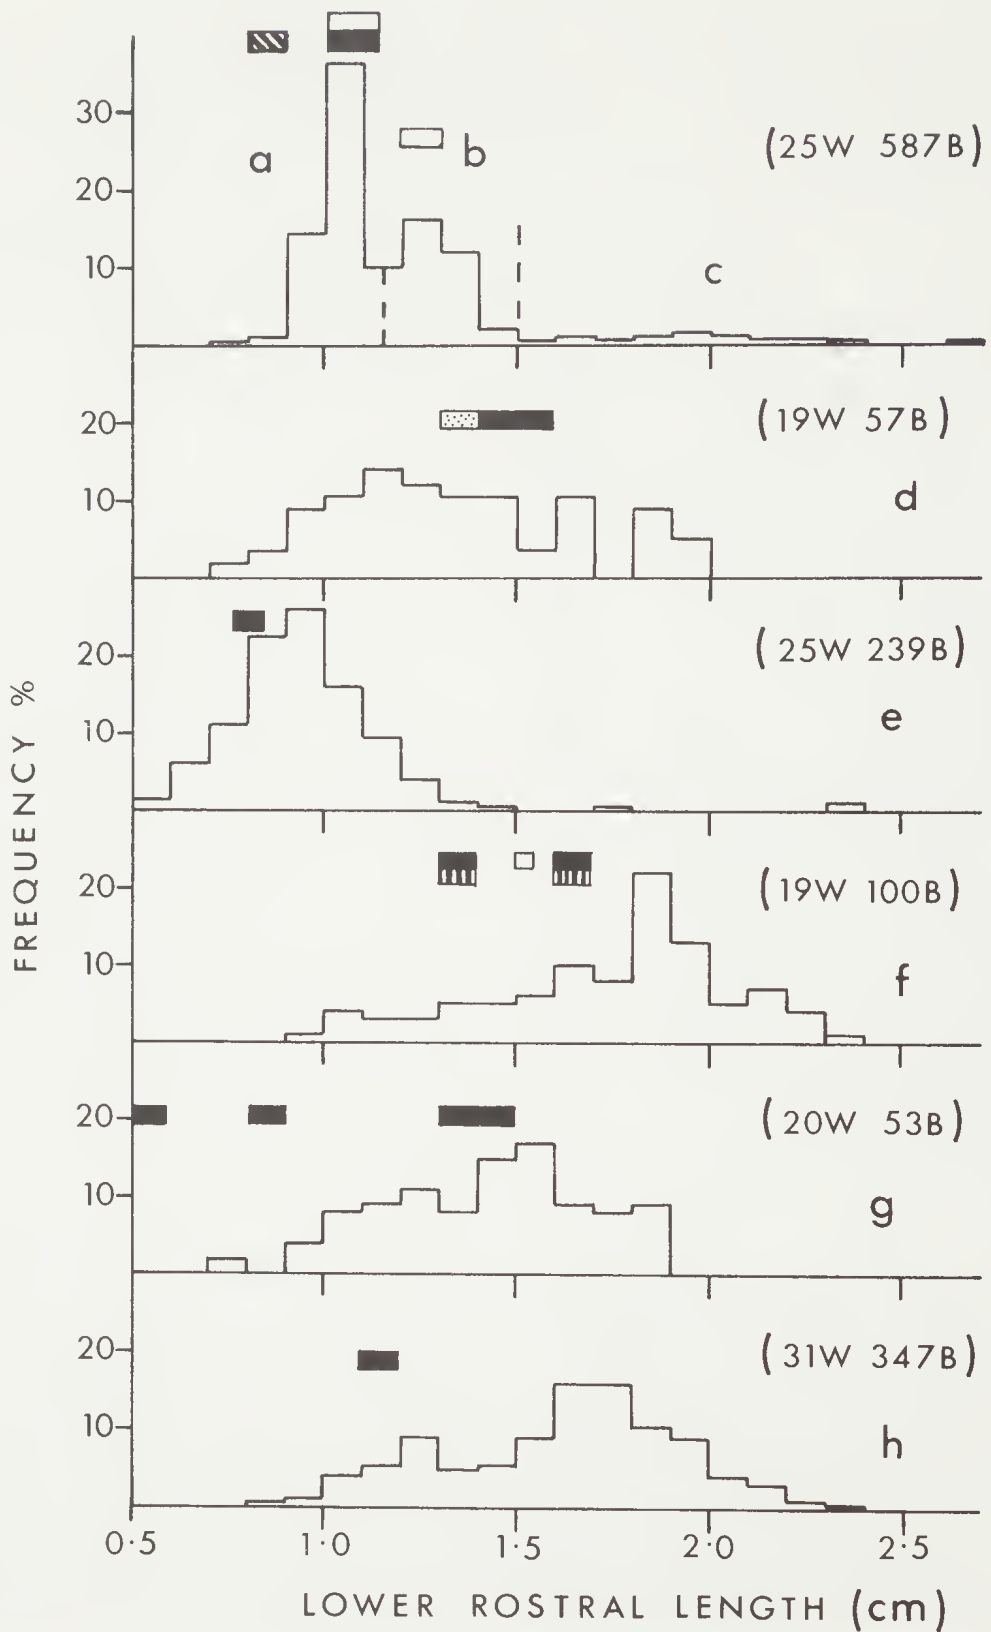 30
20
10
a
b
c
(25W 587B)
20
10
(19W 57B)
d
20
10
(25W 239B)
e
20
10
(19W 100B)
f
20
10
(20W 53B)
g
20
10
(31W 347B)
h
FREQUENCY %
0·5 1·0 1·5 2·0 2·5
LOWER ROSTRAL LENGTH (cm)